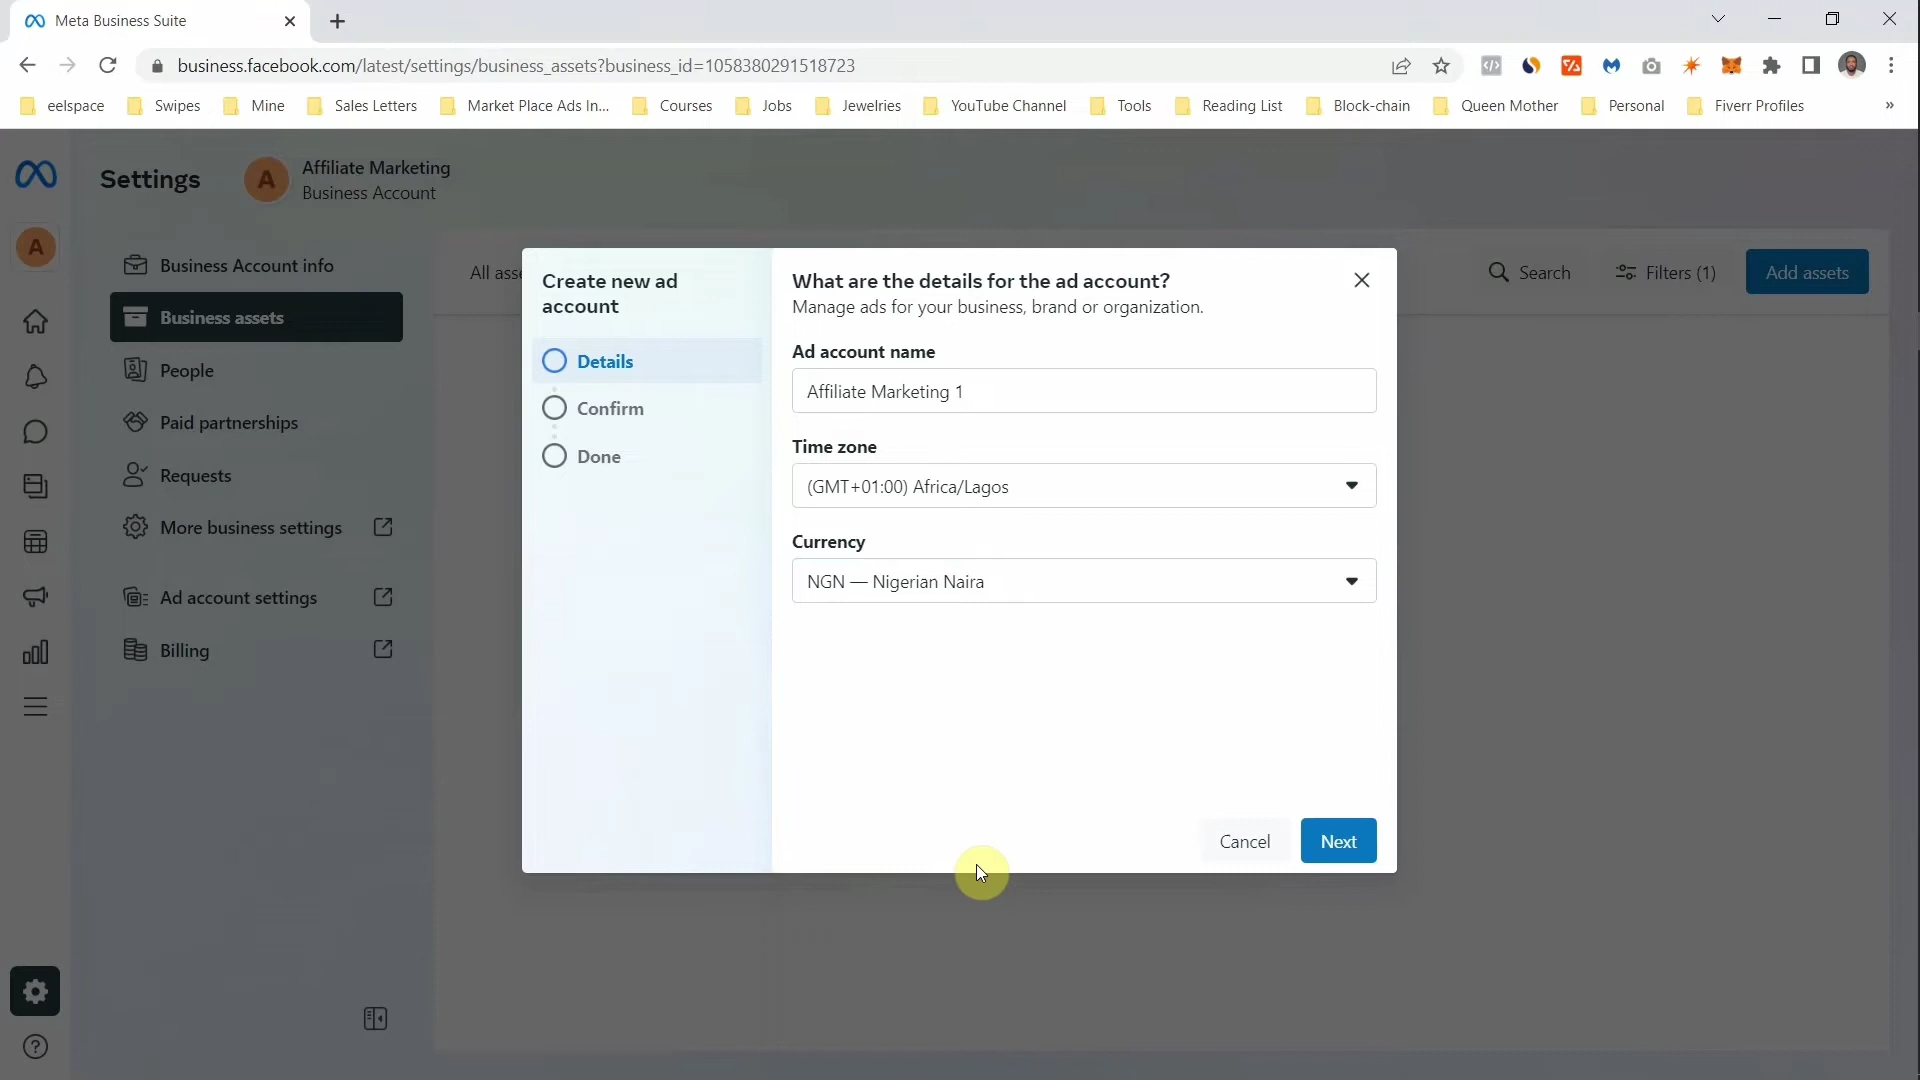 Meta Business Suite
business.facebook.com/latest/settings/business_assets?business_id=1058380291518723
eelspace
Swipes
Mine
Sales Letters
Market Place Ads In...
Courses
Jobs
Jewelries
YouTube Channel
Tools
Reading List
Block-chain
Queen Mother
Personal
Fiverr Profiles
»
Settings
A
Affiliate Marketing
Business Account
A
Business Account info
Business assets
People
Paid partnerships
Requests
More business settings
Ad account settings
Billing
All asse
Search
Filters (1)
Add assets
Create new ad
account
Details
Confirm
Done
What are the details for the ad account?
Manage ads for your business, brand or organization.
Ad account name
Affiliate Marketing 1
Time zone
(GMT+01:00) Africa/Lagos
Currency
NGN — Nigerian Naira
Cancel
Next